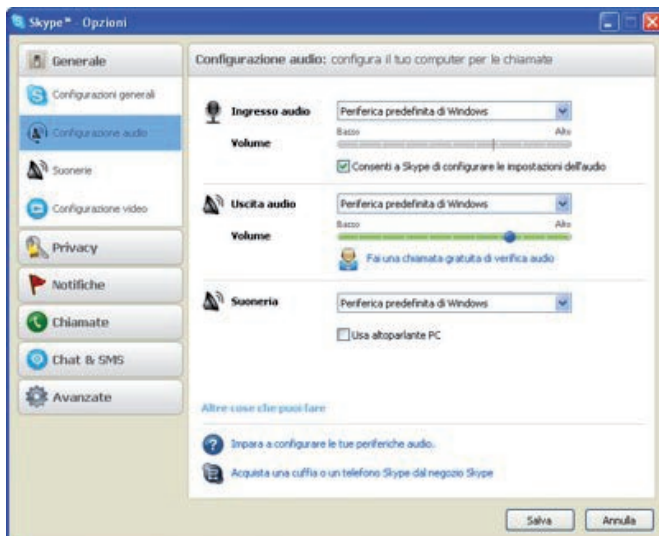 Skype™ - Opzioni
Generale
Configurazioni generali
Configurazione audio
Suonerie
Configurazione video
Privacy
Notifiche
Chiamate
Chat & SMS
Avanzate
Configurazione audio: configura il tuo computer per le chiamate
Ingresso audio
Periferica predefinita di Windows
Volume
Basso
Alto
Consenti a Skype di configurare le impostazioni dell'audio
Uscita audio
Periferica predefinita di Windows
Volume
Basso
Alto
Fai una chiamata gratuita di verifica audio
Suoneria
Periferica predefinita di Windows
Usa altoparlante PC
Altre cose che puoi fare
Impara a configurare le tue periferiche audio.
Acquista una cuffia o un telefono Skype dal negozio Skype
Salva
Annulla